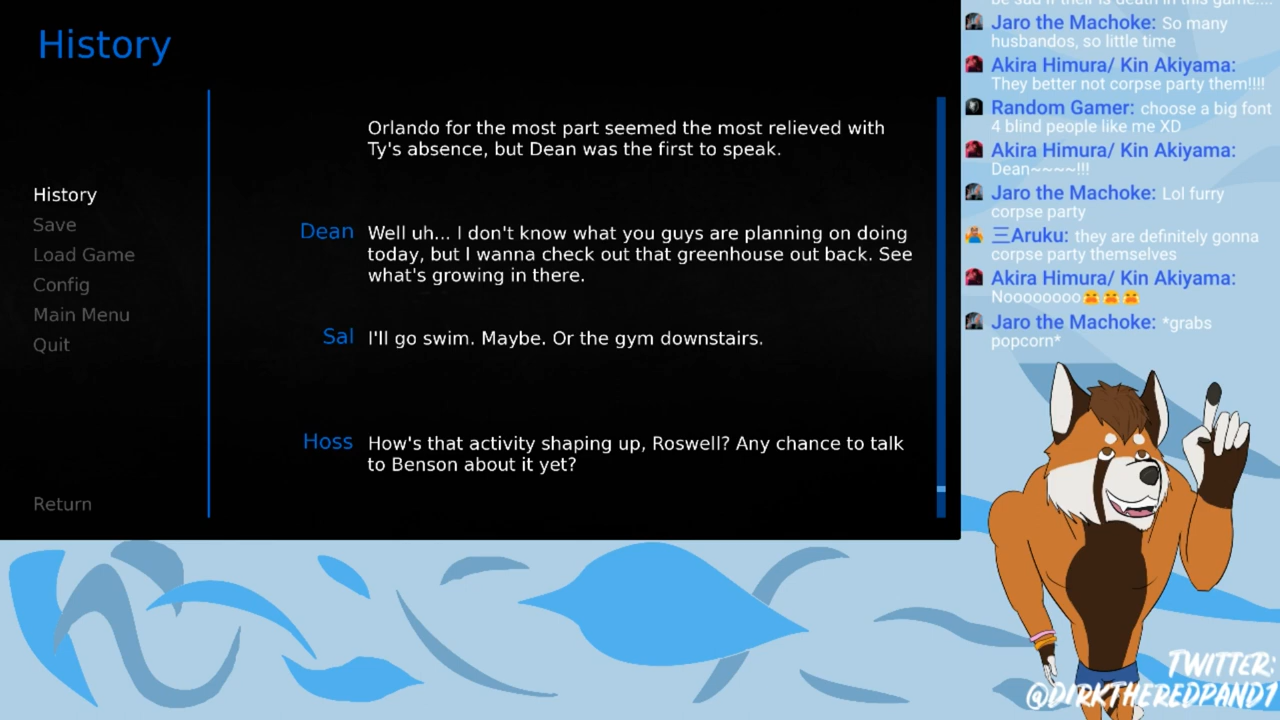 History
History
Save
Load Game
Config
Main Menu
Quit
Return
Orlando for the most part seemed the most relieved with
Ty's absence, but Dean was the first to speak.
Dean
Well uh... I don't know what you guys are planning on doing
today, but I wanna check out that greenhouse out back. See
what's growing in there.
Sal
I'll go swim. Maybe. Or the gym downstairs.
Hoss
How's that activity shaping up, Roswell? Any chance to talk
to Benson about it yet?
Jaro the Machoke: So many
husbandos, so little time
Akira Himura/ Kin Akiyama:
They better not corpse party them!!!!
Random Gamer: choose a big font
4 blind people like me XD
Akira Himura/ Kin Akiyama:
Dean~~~~!!!
Jaro the Machoke: Lol furry
corpse party
三Aruku: they are definitely gonna
corpse party themselves
Akira Himura/ Kin Akiyama:
Noooooooo
Jaro the Machoke: *grabs
popcorn*
TWITTER:
@DIRKTHEREDPAND1